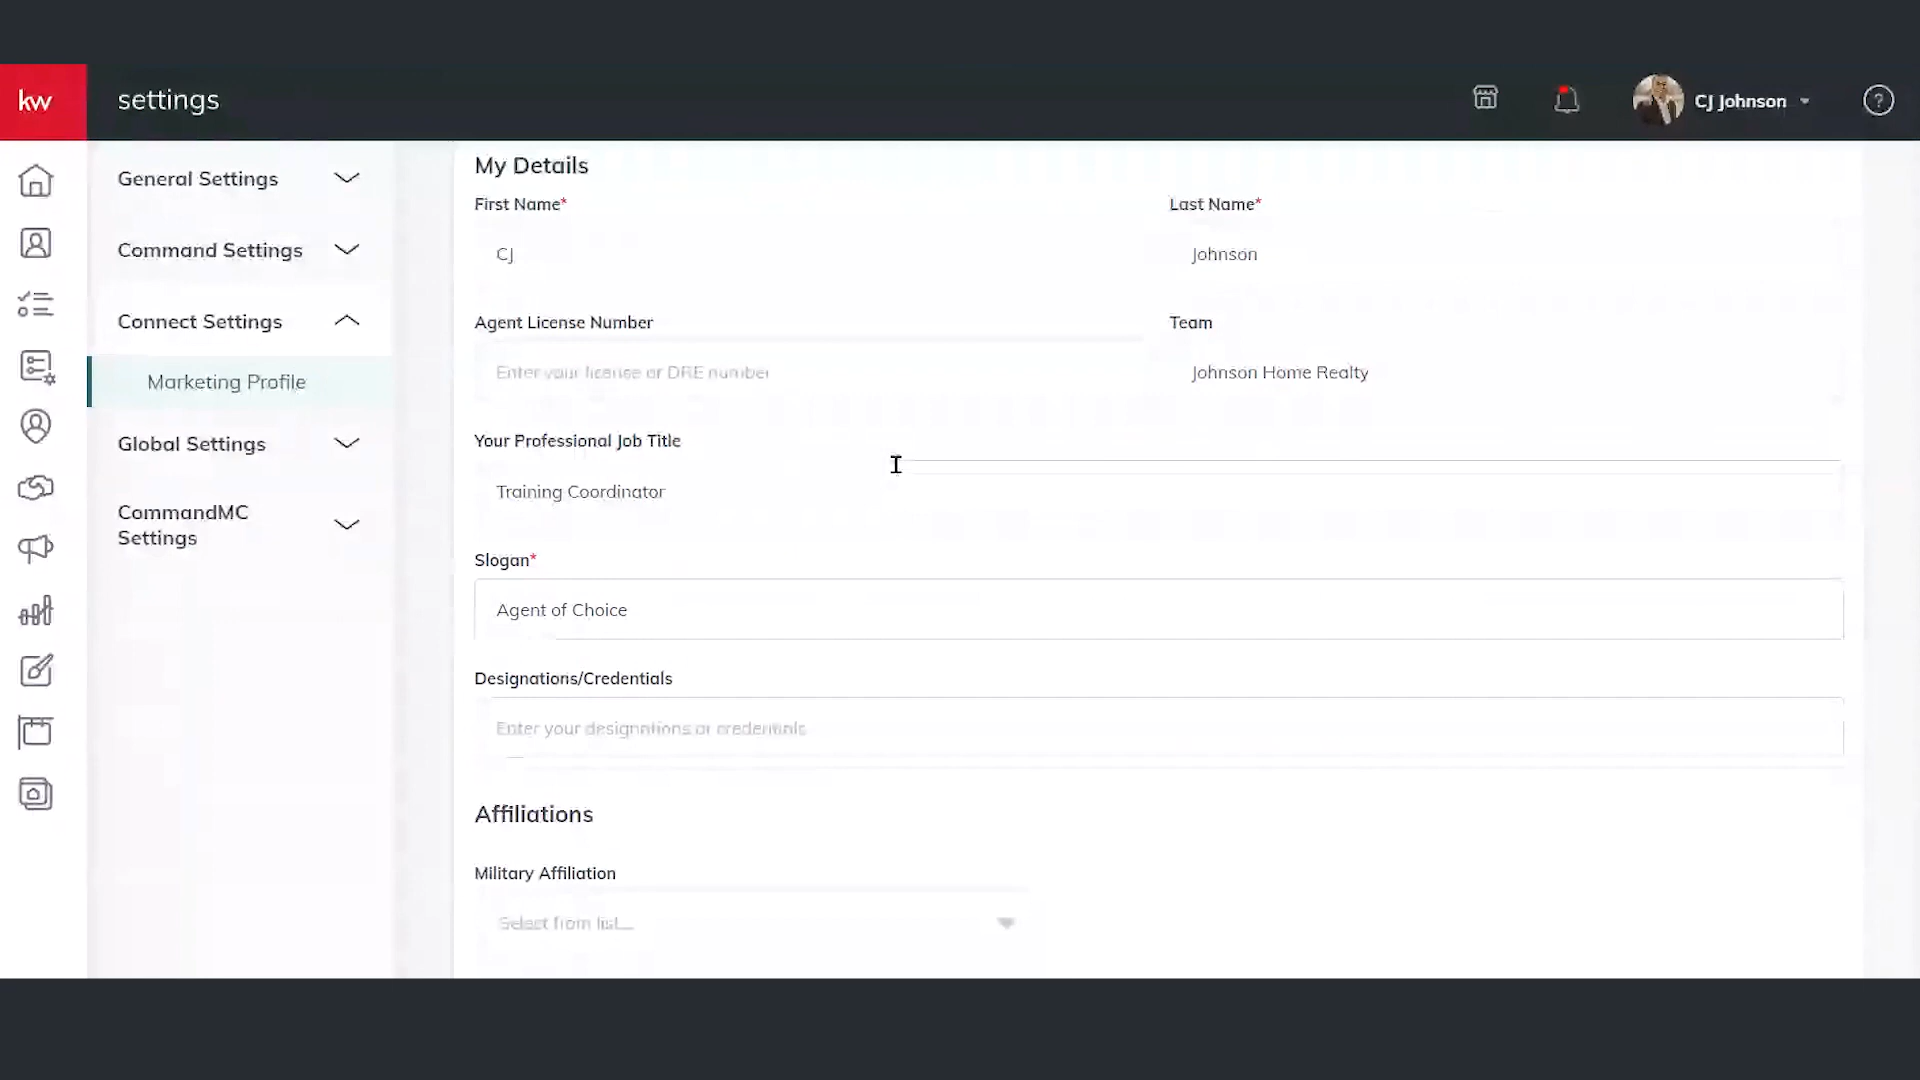 kw
settings
CJ Johnson
?
General Settings
Command Settings
Connect Settings
Marketing Profile
Global Settings
CommandMC
Settings
My Details
First Name*
Last Name*
CJ
Johnson
Agent License Number
Team
Enter your license or DRE number
Johnson Home Realty
Your Professional Job Title
Training Coordinator
Slogan*
Agent of Choice
Designations/Credentials
Enter your designations or credentials
Affiliations
Military Affiliation
Select from list...